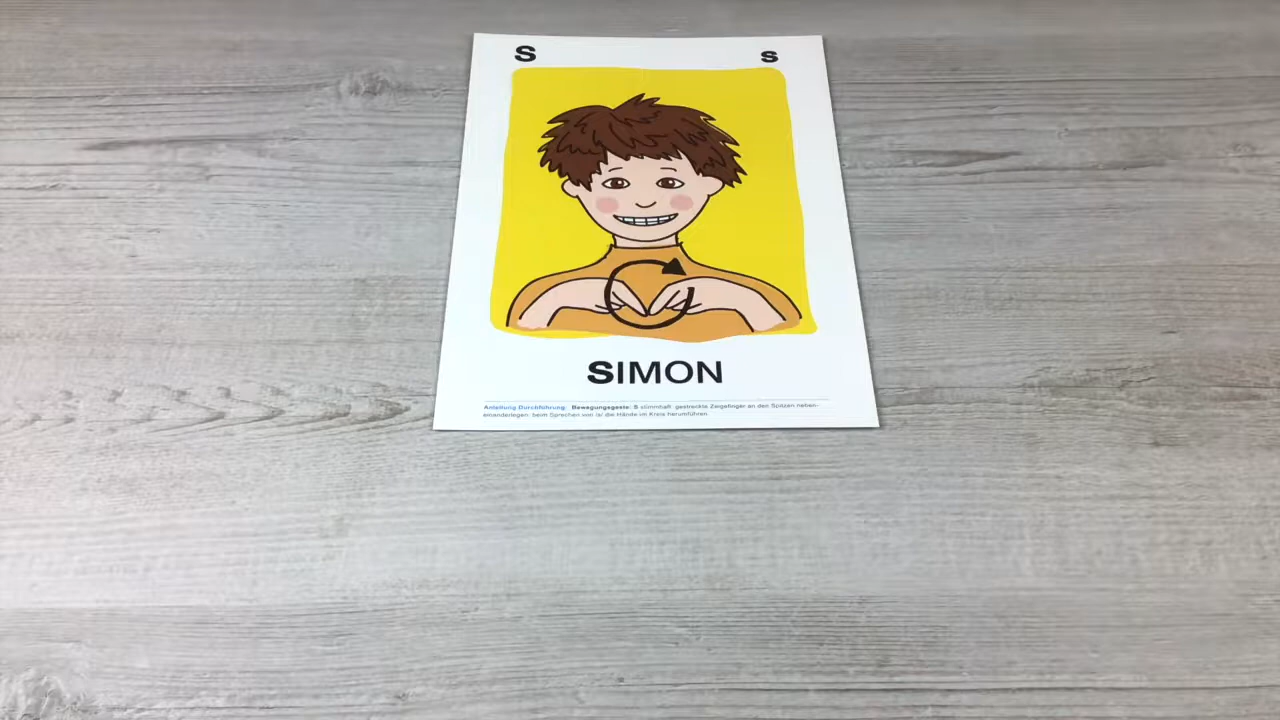 S s
SIMON
Anleitung Durchführung: Bewegungsgeste: S stimmhaft: gestreckte Zeigefinger an den Spitzen neben-
einanderlegen; beim Sprechen von /s/ die Hände im Kreis herumführen.